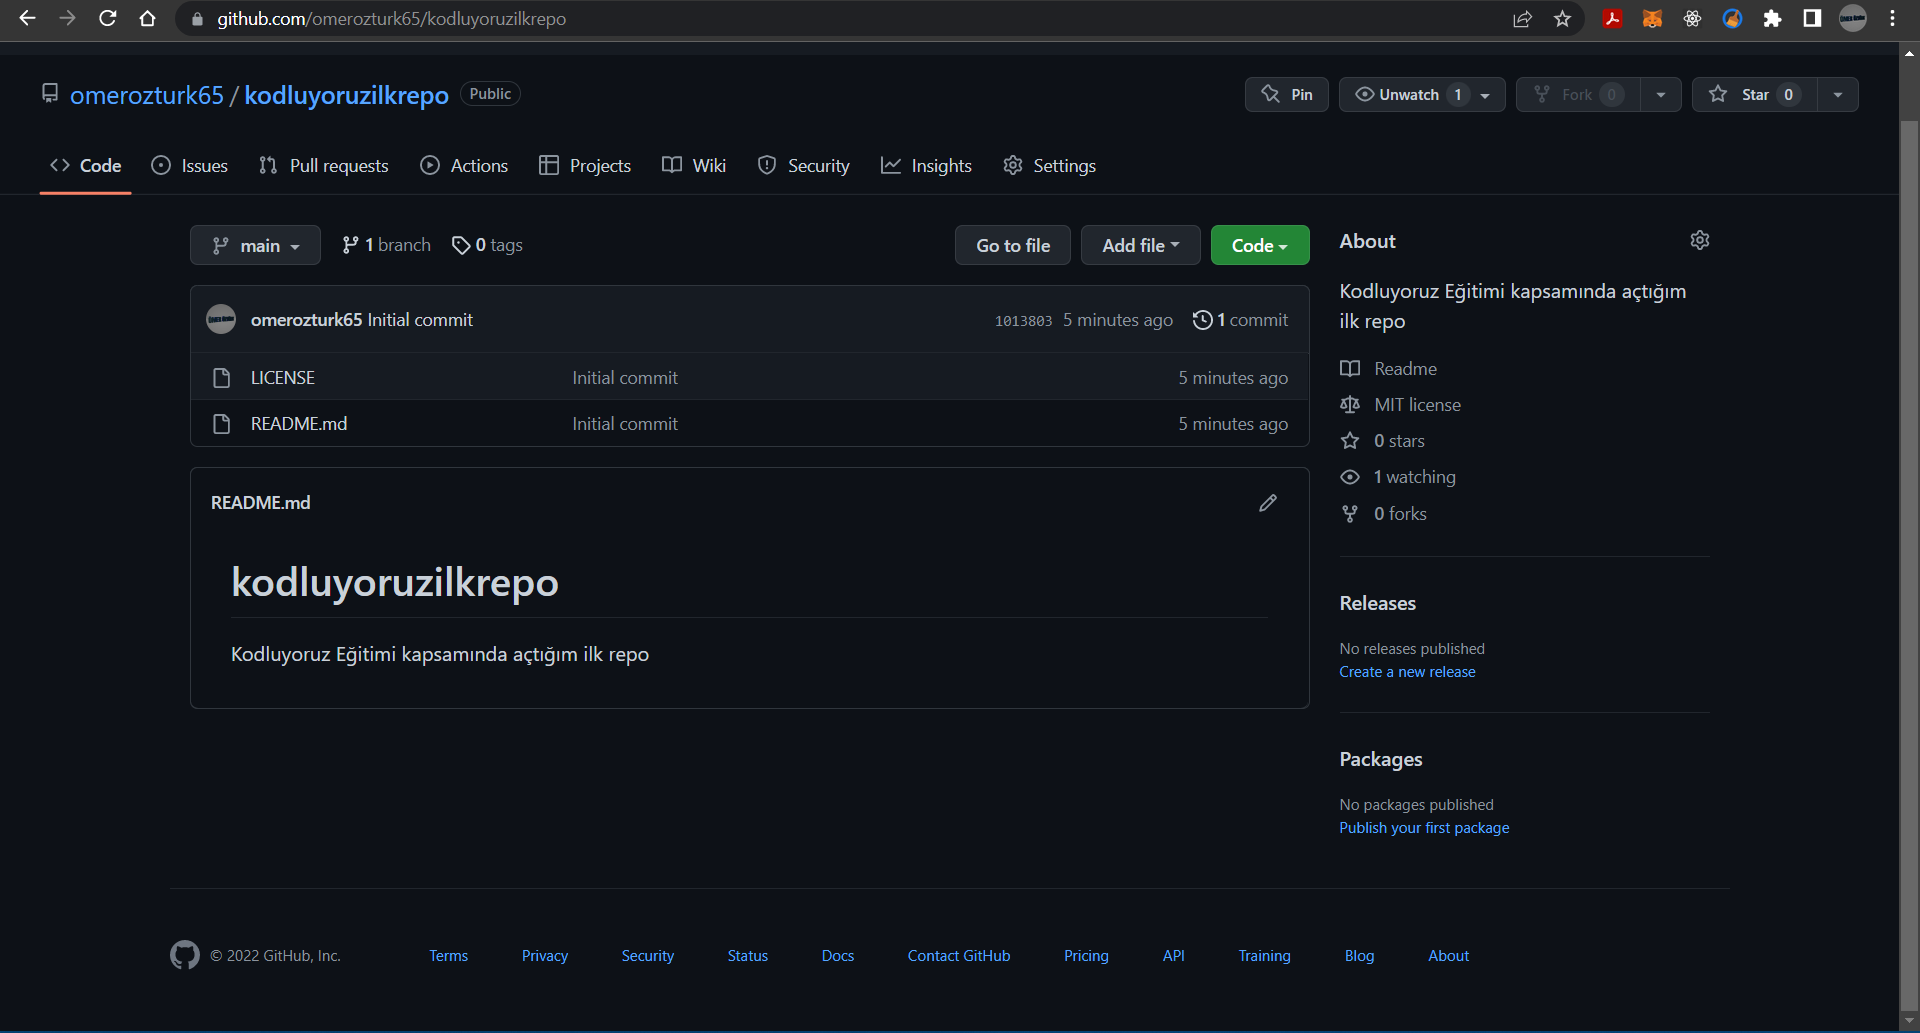 github.com/omerozturk65/kodluyoruzilkrepo
omerozturk65 / kodluyoruzilkrepo Public
Pin Unwatch 1 Fork 0 Star 0
Code Issues Pull requests Actions Projects Wiki Security Insights Settings
main 1 branch 0 tags Go to file Add file Code
omerozturk65 Initial commit 1013803 5 minutes ago 1 commit
LICENSE Initial commit 5 minutes ago
README.md Initial commit 5 minutes ago
README.md
kodluyoruzilkrepo
Kodluyoruz Eğitimi kapsamında açtığım ilk repo
About
Kodluyoruz Eğitimi kapsamında açtığım
ilk repo
Readme
MIT license
0 stars
1 watching
0 forks
Releases
No releases published
Create a new release
Packages
No packages published
Publish your first package
© 2022 GitHub, Inc. Terms Privacy Security Status Docs Contact GitHub Pricing API Training Blog About